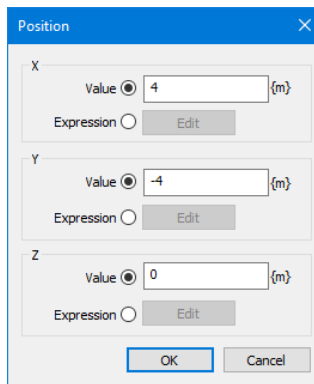 Position
X
Value 4 {m}
Expression Edit
Y
Value -4 {m}
Expression Edit
Z
Value 0 {m}
Expression Edit
OK Cancel